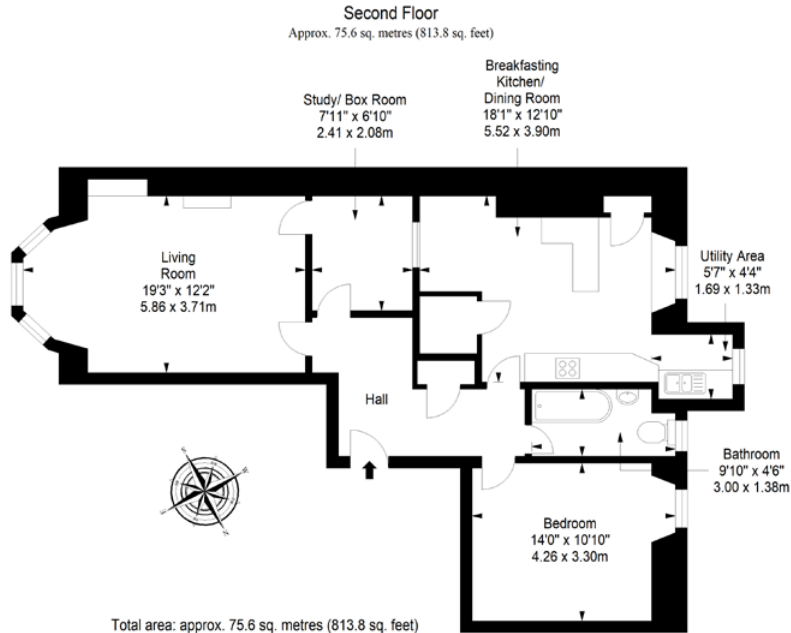 Second Floor
Approx. 75.6 sq. metres (813.8 sq. feet)
Breakfasting
Kitchen/
Dining Room
18'1" x 12'10"
5.52 x 3.90m
Study/ Box Room
7'11" x 6'10"
2.41 x 2.08m
Living
Room
19'3" x 12'2"
5.86 x 3.71m
Utility Area
5'7" x 4'4"
1.69 x 1.33m
Hall
Bathroom
9'10" x 4'6"
3.00 x 1.38m
Bedroom
14'0" x 10'10"
4.26 x 3.30m
S
W
E
N
Total area: approx. 75.6 sq. metres (813.8 sq. feet)